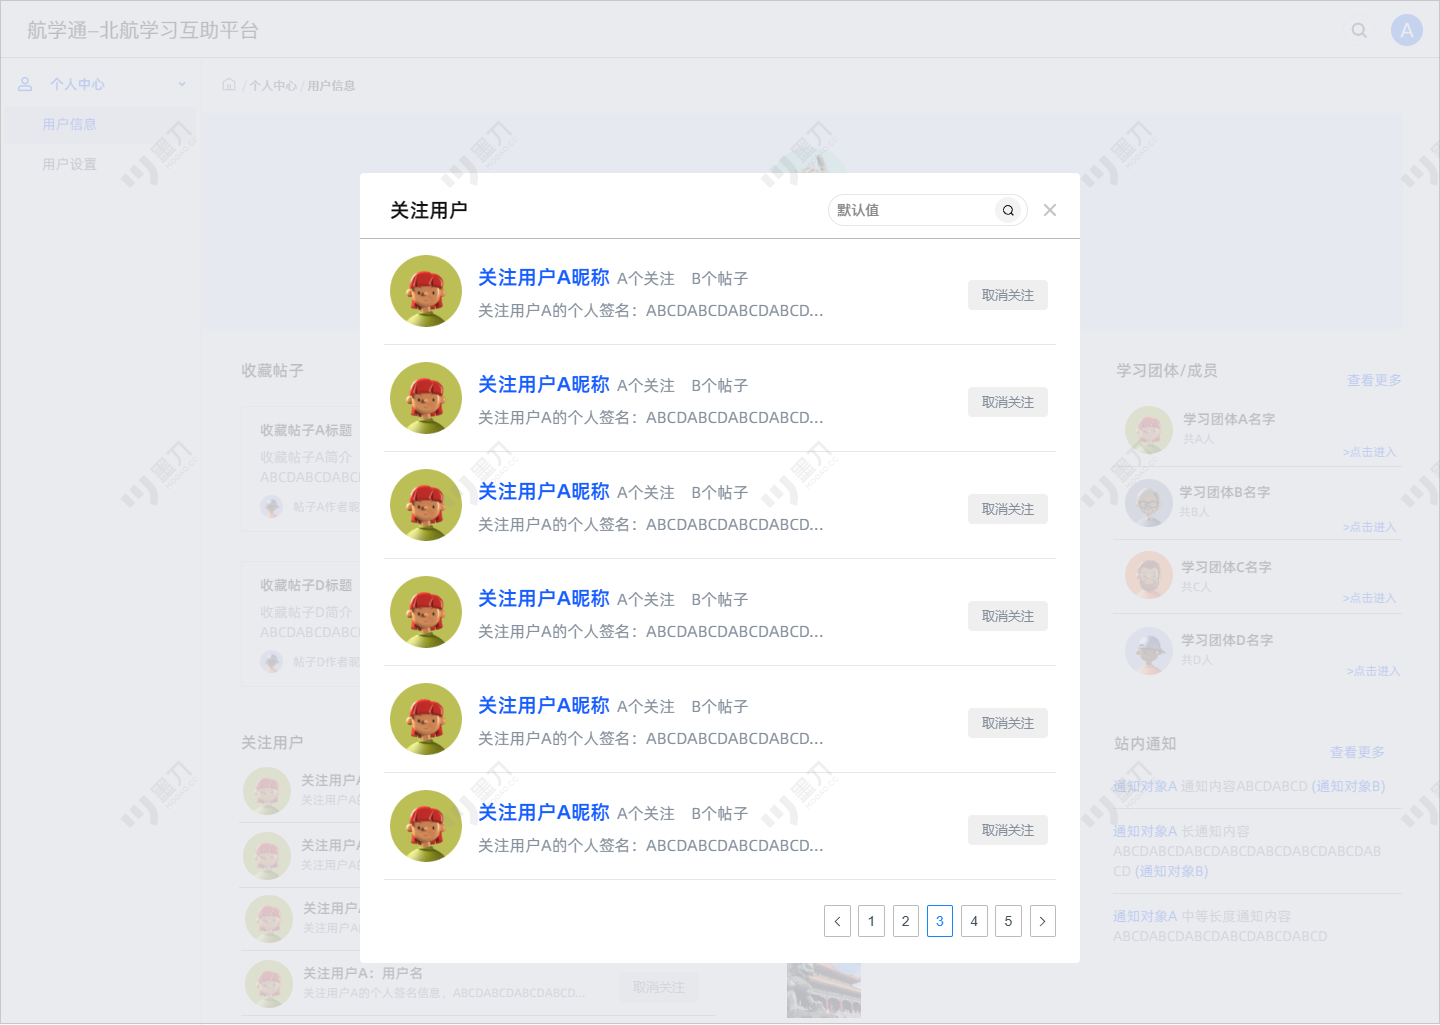 航学通—北航学习互助平台
A
个人中心
/ 个人中心 / 用户信息
用户信息
用户设置
关注用户
默认值
关注用户A昵称 A个关注 B个帖子
关注用户A的个人签名：ABCDABCDABCDABCD...
取消关注
关注用户A昵称 A个关注 B个帖子
关注用户A的个人签名：ABCDABCDABCDABCD...
取消关注
关注用户A昵称 A个关注 B个帖子
关注用户A的个人签名：ABCDABCDABCDABCD...
取消关注
关注用户A昵称 A个关注 B个帖子
关注用户A的个人签名：ABCDABCDABCDABCD...
取消关注
关注用户A昵称 A个关注 B个帖子
关注用户A的个人签名：ABCDABCDABCDABCD...
取消关注
关注用户A昵称 A个关注 B个帖子
关注用户A的个人签名：ABCDABCDABCDABCD...
取消关注
1 2 3 4 5
收藏帖子
收藏帖子A标题
收藏帖子A简介
ABCDABCDABC
帖子A作者昵
收藏帖子D标题
收藏帖子D简介
ABCDABCDABC
帖子D作者昵
关注用户
关注用户A
关注用户A的
关注用户A
关注用户A的
关注用户A
关注用户A
关注用户A：用户名
关注用户A的个人签名信息，ABCDABCDABCDABCD...
取消关注
学习团体/成员
查看更多
学习团体A名字
共A人
>点击进入
学习团体B名字
共B人
>点击进入
学习团体C名字
共C人
>点击进入
学习团体D名字
共D人
>点击进入
站内通知
查看更多
通知对象A 通知内容ABCDABCD (通知对象B)
通知对象A 长通知内容
ABCDABCDABCDABCDABCDABCDABCDAB
CD (通知对象B)
通知对象A 中等长度通知内容
ABCDABCDABCDABCDABCDABCD
墨刀
MODAO.CC